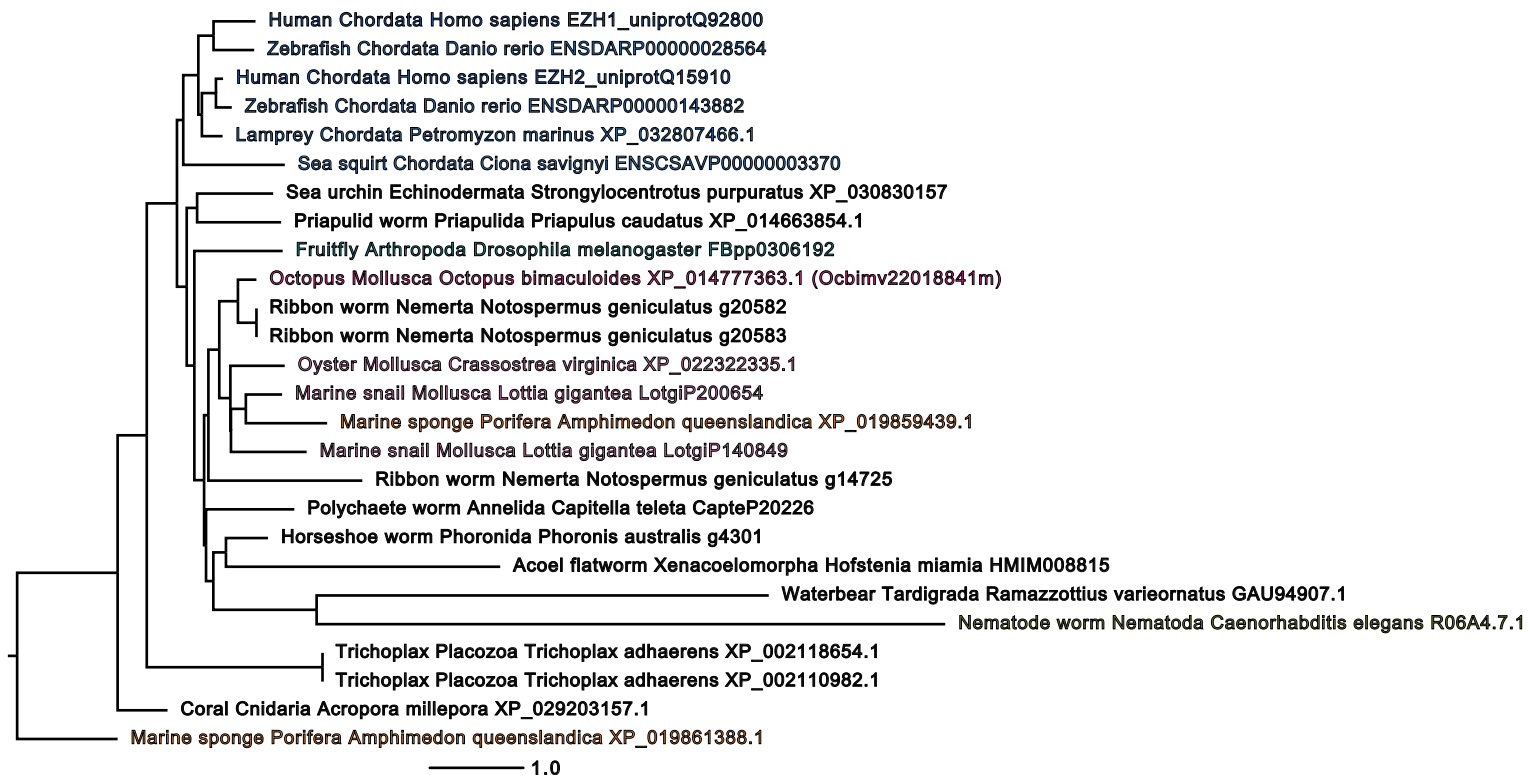 Human Chordata Homo sapiens EZH1_uniprotQ92800
Zebrafish Chordata Danio rerio ENSDARP00000028564
Human Chordata Homo sapiens EZH2_uniprotQ15910
Zebrafish Chordata Danio rerio ENSDARP00000143882
Lamprey Chordata Petromyzon marinus XP_032807466.1
Sea squirt Chordata Ciona savignyi ENSCSAVP00000003370
Sea urchin Echinodermata Strongylocentrotus purpuratus XP_030830157
Priapulid worm Priapulida Priapulus caudatus XP_014663854.1
Fruitfly Arthropoda Drosophila melanogaster FBpp0306192
Octopus Mollusca Octopus bimaculoides XP_014777363.1 (Ocbimv22018841m)
Ribbon worm Nemerta Notospermus geniculatus g20582
Ribbon worm Nemerta Notospermus geniculatus g20583
Oyster Mollusca Crassostrea virginica XP_022322335.1
Marine snail Mollusca Lottia gigantea LotgiP200654
Marine sponge Porifera Amphimedon queenslandica XP_019859439.1
Marine snail Mollusca Lottia gigantea LotgiP140849
Ribbon worm Nemerta Notospermus geniculatus g14725
Polychaete worm Annelida Capitella teleta CapteP20226
Horseshoe worm Phoronida Phoronis australis g4301
Acoel flatworm Xenacoelomorpha Hofstenia miamia HMIM008815
Waterbear Tardigrada Ramazzottius varieornatus GAU94907.1
Nematode worm Nematoda Caenorhabditis elegans R06A4.7.1
Trichoplax Placozoa Trichoplax adhaerens XP_002118654.1
Trichoplax Placozoa Trichoplax adhaerens XP_002110982.1
Coral Cnidaria Acropora millepora XP_029203157.1
Marine sponge Porifera Amphimedon queenslandica XP_019861388.1
1.0